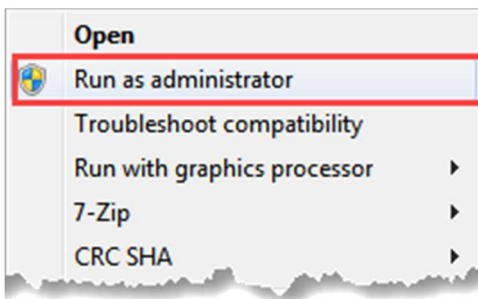 Open
Run as administrator
Troubleshoot compatibility
Run with graphics processor
7-Zip
CRC SHA